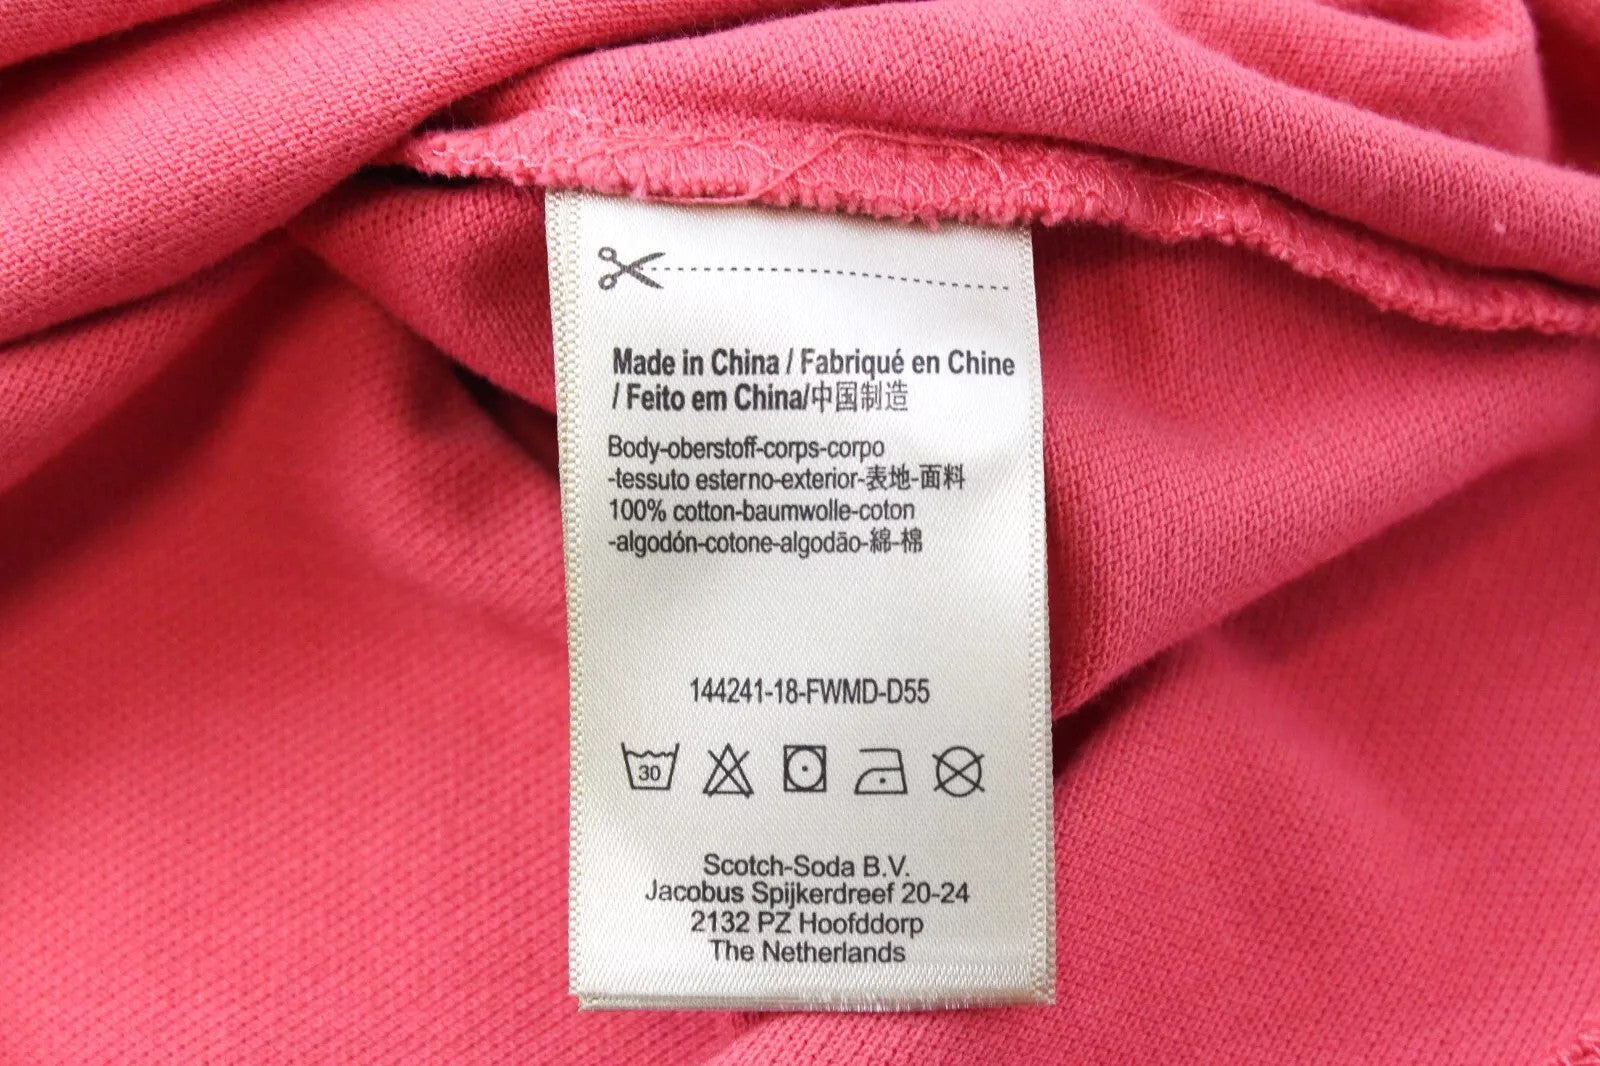 Made in China / Fabriqué en Chine
/ Feito em China/中国制造
Body-oberstoff-corps-corpo
-tessuto esterno-exterior-表地-面料
100% cotton-baumwolle-coton
-algodón-cotone-algodão-綿-棉
144241-18-FWMD-D55
30
Scotch-Soda B.V.
Jacobus Spijkerdreef 20-24
2132 PZ Hoofddorp
The Netherlands